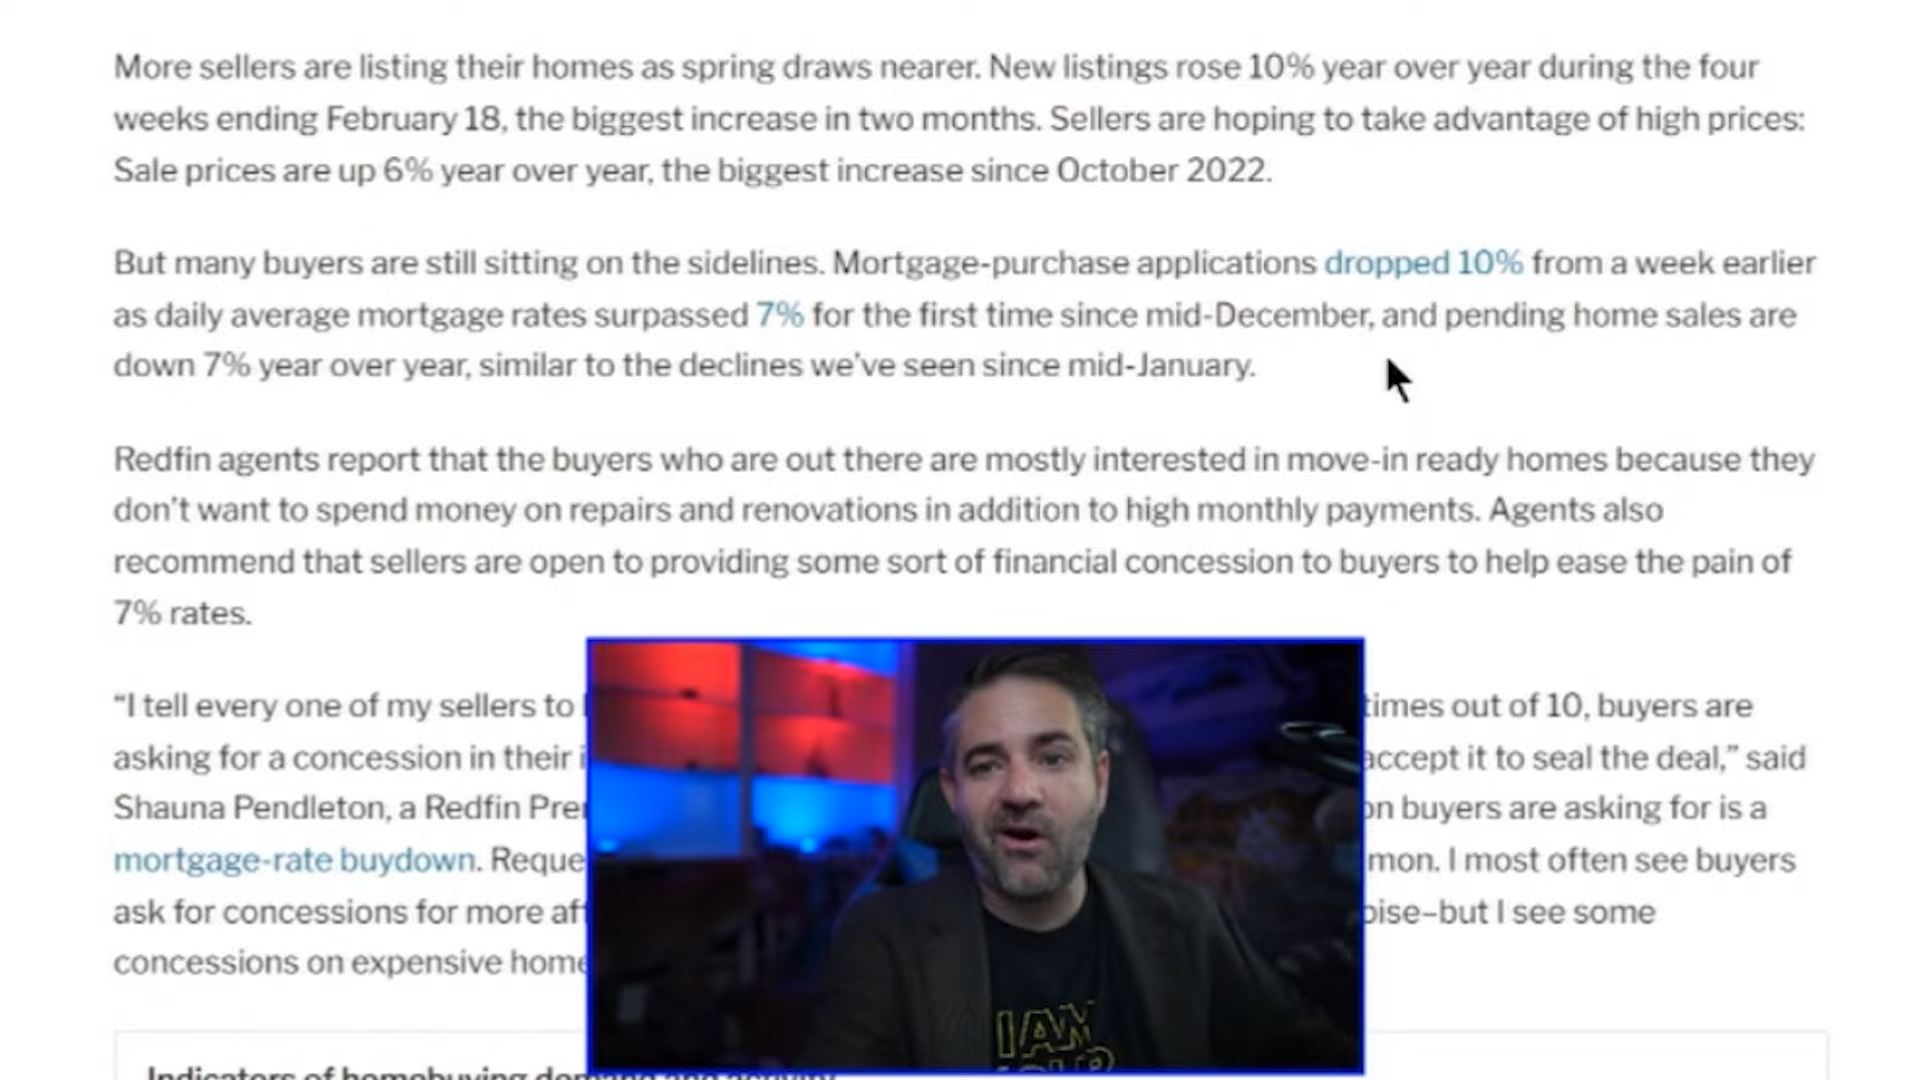 More sellers are listing their homes as spring draws nearer. New listings rose 10% year over year during the four
weeks ending February 18, the biggest increase in two months. Sellers are hoping to take advantage of high prices:
Sale prices are up 6% year over year, the biggest increase since October 2022.
But many buyers are still sitting on the sidelines. Mortgage-purchase applications dropped 10% from a week earlier
as daily average mortgage rates surpassed 7% for the first time since mid-December, and pending home sales are
down 7% year over year, similar to the declines we've seen since mid-January.
Redfin agents report that the buyers who are out there are mostly interested in move-in ready homes because they
don't want to spend money on repairs and renovations in addition to high monthly payments. Agents also
recommend that sellers are open to providing some sort of financial concession to buyers to help ease the pain of
7% rates.
“I tell every one of my sellers to times out of 10, buyers are
asking for a concession in their accept it to seal the deal,” said
Shauna Pendleton, a Redfin buyers are asking for is a
mortgage-rate buydown. I most often see buyers
ask for concessions for more –but I see some
concessions on expensive
Indicators of homebuying demand and activity
I AM